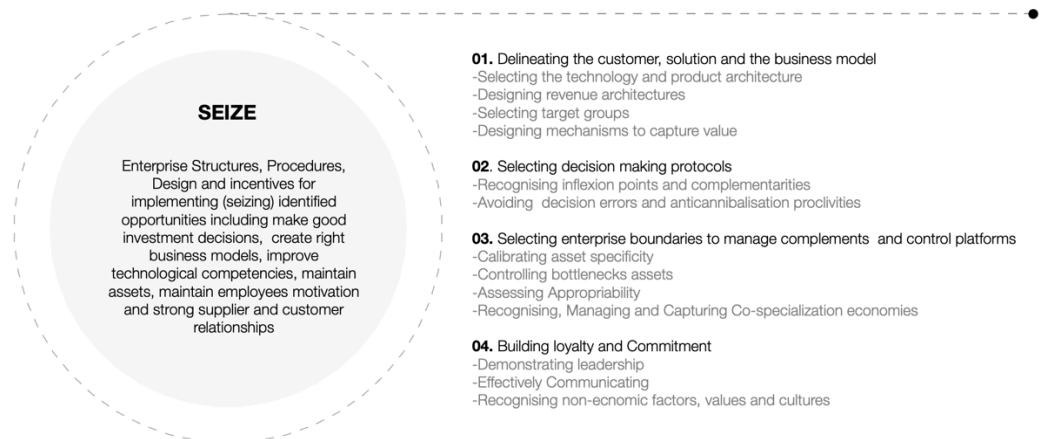 SEIZE
Enterprise Structures, Procedures,
Design and incentives for
implementing (seizing) identified
opportunities including make good
investment decisions,  create right
business models, improve
technological competencies, maintain
assets, maintain employees motivation
and strong supplier and customer
relationships
01. Delineating the customer, solution and the business model
-Selecting the technology and product architecture
-Designing revenue architectures
-Selecting target groups
-Designing mechanisms to capture value
02. Selecting decision making protocols
-Recognising inflexion points and complementarities
-Avoiding  decision errors and anticannibalisation proclivities
03. Selecting enterprise boundaries to manage complements  and control platforms
-Calibrating asset specificity
-Controlling bottlenecks assets
-Assessing Appropriability
-Recognising, Managing and Capturing Co-specialization economies
04. Building loyalty and Commitment
-Demonstrating leadership
-Effectively Communicating
-Recognising non-ecnomic factors, values and cultures